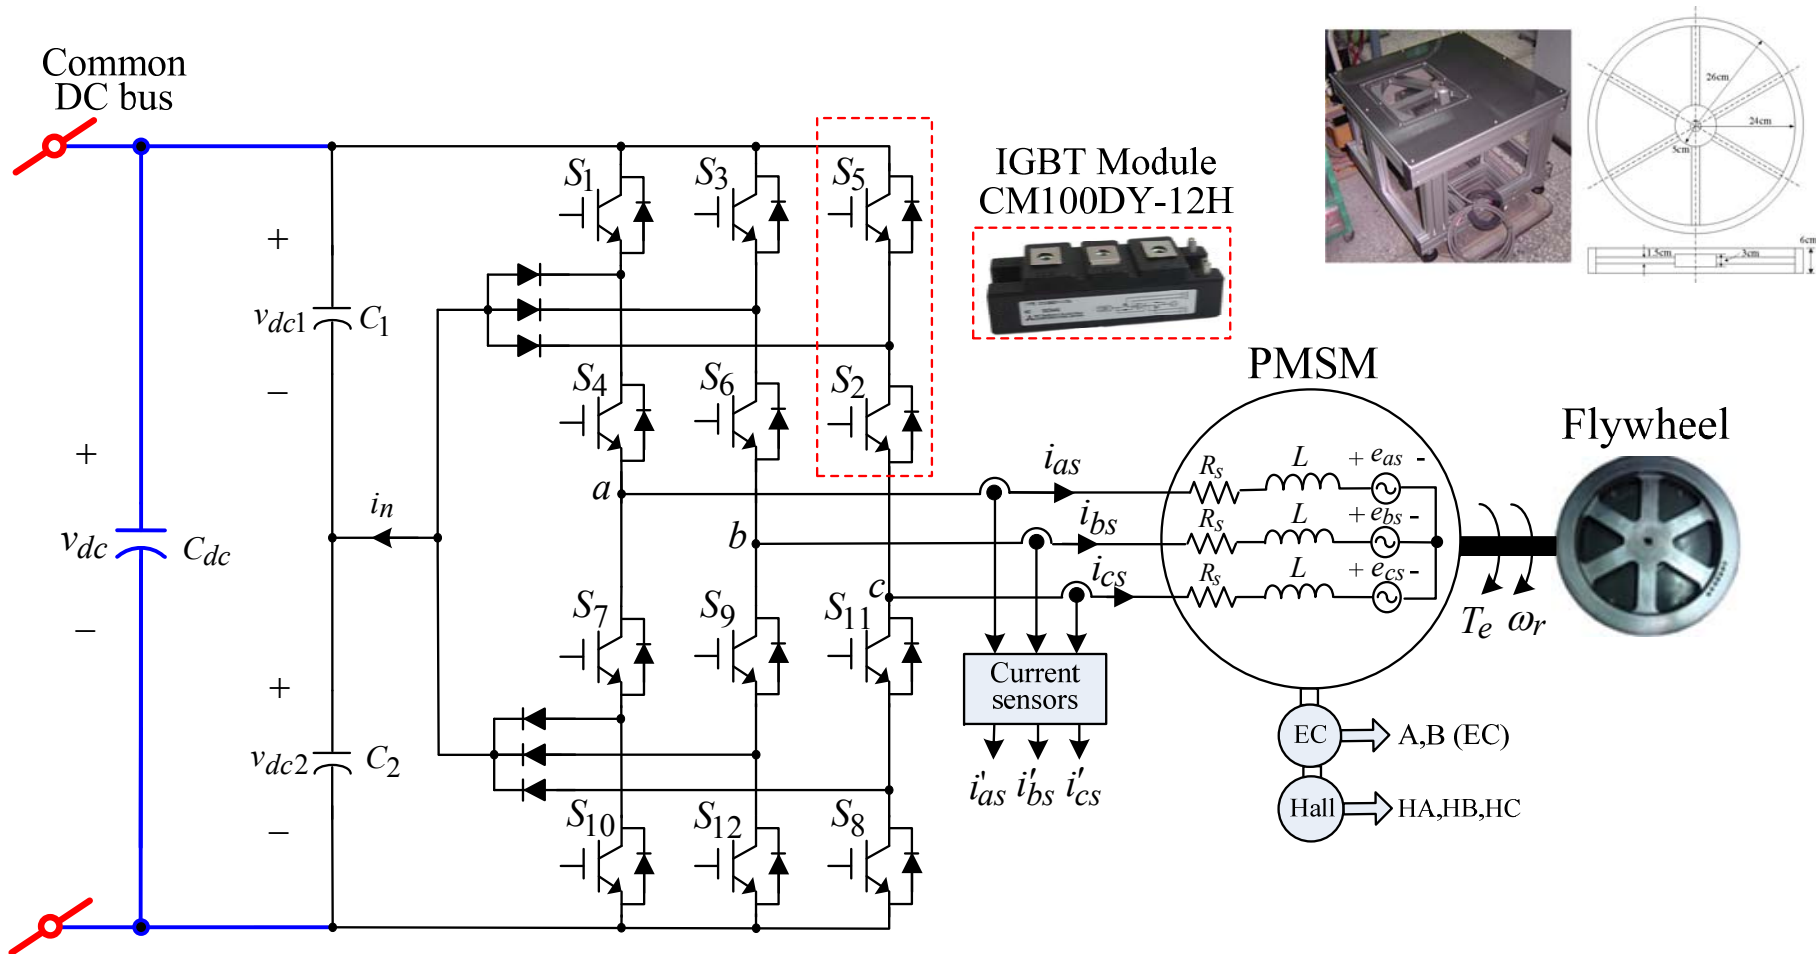 Common
DC bus
S1
S3
S5
IGBT Module
CM100DY-12H
26cm
24cm
5cm
1.5cm
3cm
6cm
+
vdc1
C1
−
S4
S6
S2
PMSM
Flywheel
+
vdc
Cdc
−
in
a
b
c
ias
ibs
ics
Rs
L
+ eas -
Rs
L
+ ebs -
Rs
L
+ ecs -
Te
ωr
S7
S9
S11
Current
sensors
+
vdc2
C2
−
i'as
i'bs
i'cs
EC
A,B (EC)
Hall
HA,HB,HC
S10
S12
S8